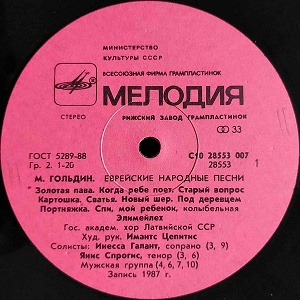 МИНИСТЕРСТВО
КУЛЬТУРЫ СССР
ВСЕСОЮЗНАЯ ФИРМА ГРАМПЛАСТИНОК
МЕЛОДИЯ
СТЕРЕО
РИЖСКИЙ ЗАВОД ГРАМПЛАСТИНОК
33
ГОСТ 5289-88
С10 28553 007
Гр. 2. 1-20
28553
1
М. ГОЛЬДИН. ЕВРЕЙСКИЕ НАРОДНЫЕ ПЕСНИ
Золотая пава. Когда ребе поет. Старый вопрос
Картошка. Сватья. Новый шер. Под деревцем
Портняжка. Спи, мой ребенок, колыбельная
Элимейлех
Гос. академ. хор Латвийской ССР
Худ. рук. Имантс Цепитис
Солисты: Инесса Галант, сопрано (3, 9)
Янис Спрогис, тенор (3, 6)
Мужская группа (4, 6, 7, 10)
Запись 1987 г.